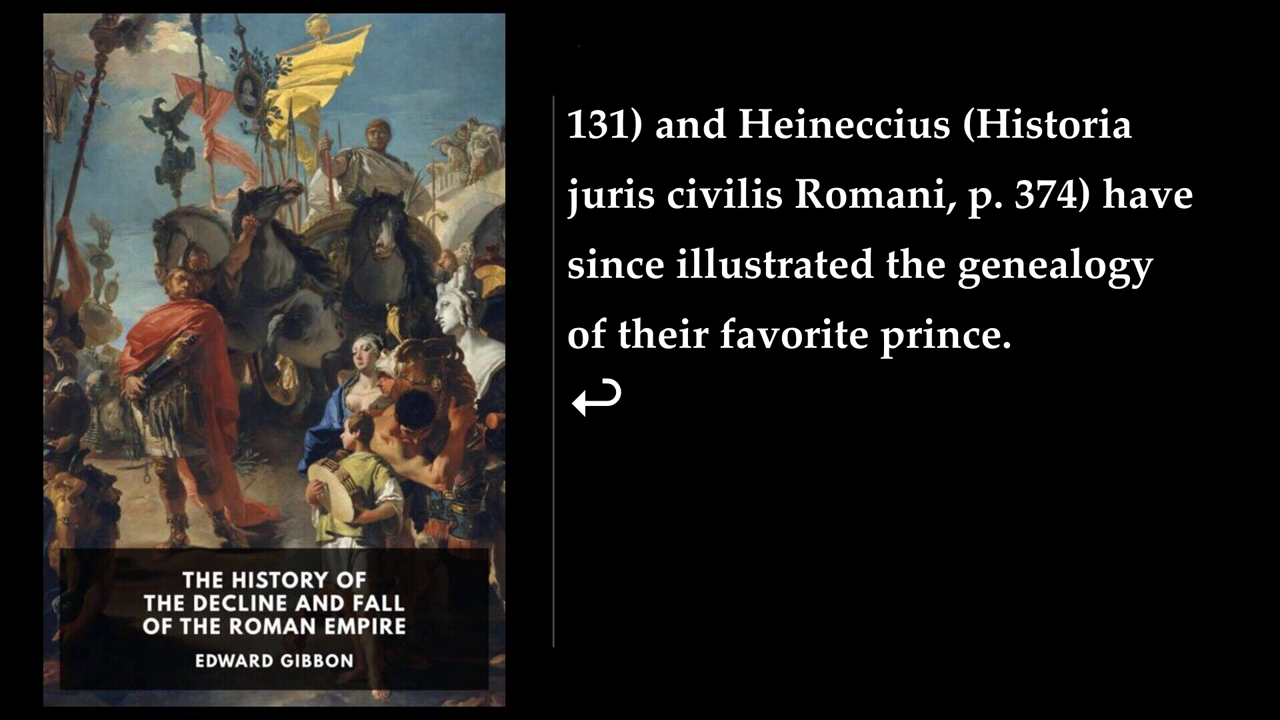 131) and Heineccius (Historia
juris civilis Romani, p. 374) have
since illustrated the genealogy
of their favorite prince.
↩
THE HISTORY OF
THE DECLINE AND FALL
OF THE ROMAN EMPIRE
EDWARD GIBBON